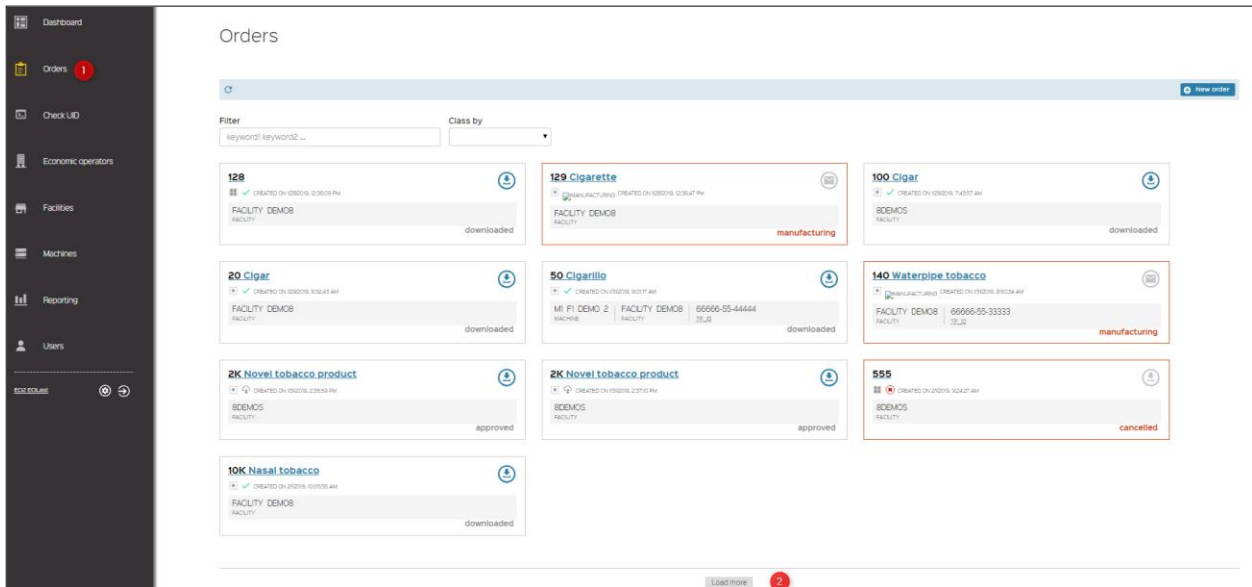 Dashboard
Orders 1
Check UID
Economic operators
Facilities
Machines
Reporting
Users
Orders
New order
Filter
Class by
keyword1 keyword2 ...
128
FACILITY DEMO8
FACILITY
downloaded
129 Cigarette
FACILITY DEMO8
FACILITY
manufacturing
100 Cigar
8DEMOS
FACILITY
downloaded
20 Cigar
FACILITY DEMO8
FACILITY
downloaded
50 Cigarillo
M1 F1 DEMO 2 FACILITY DEMO8 66666-55-44444
MACHINE FACILITY
downloaded
140 Waterpipe tobacco
FACILITY DEMO8 66666-55-33333
FACILITY
manufacturing
2K Novel tobacco product
8DEMOS
FACILITY
approved
2K Novel tobacco product
8DEMOS
FACILITY
approved
555
8DEMOS
FACILITY
cancelled
10K Nasal tobacco
FACILITY DEMO8
FACILITY
downloaded
Load more 2